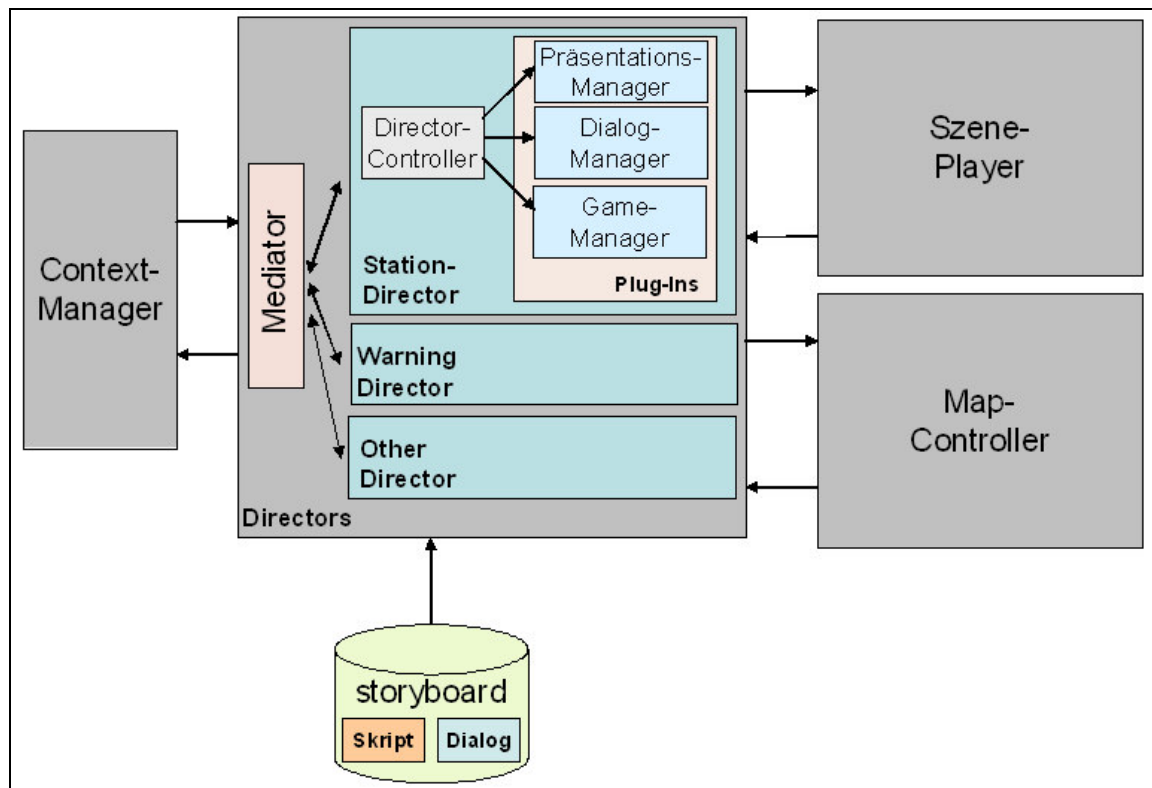 Context-
Manager
Mediator
Director-
Controller
Präsentations-
Manager
Dialog-
Manager
Game-
Manager
Plug-Ins
Station-
Director
Warning
Director
Other
Director
Directors
Szene-
Player
Map-
Controller
storyboard
Skript
Dialog